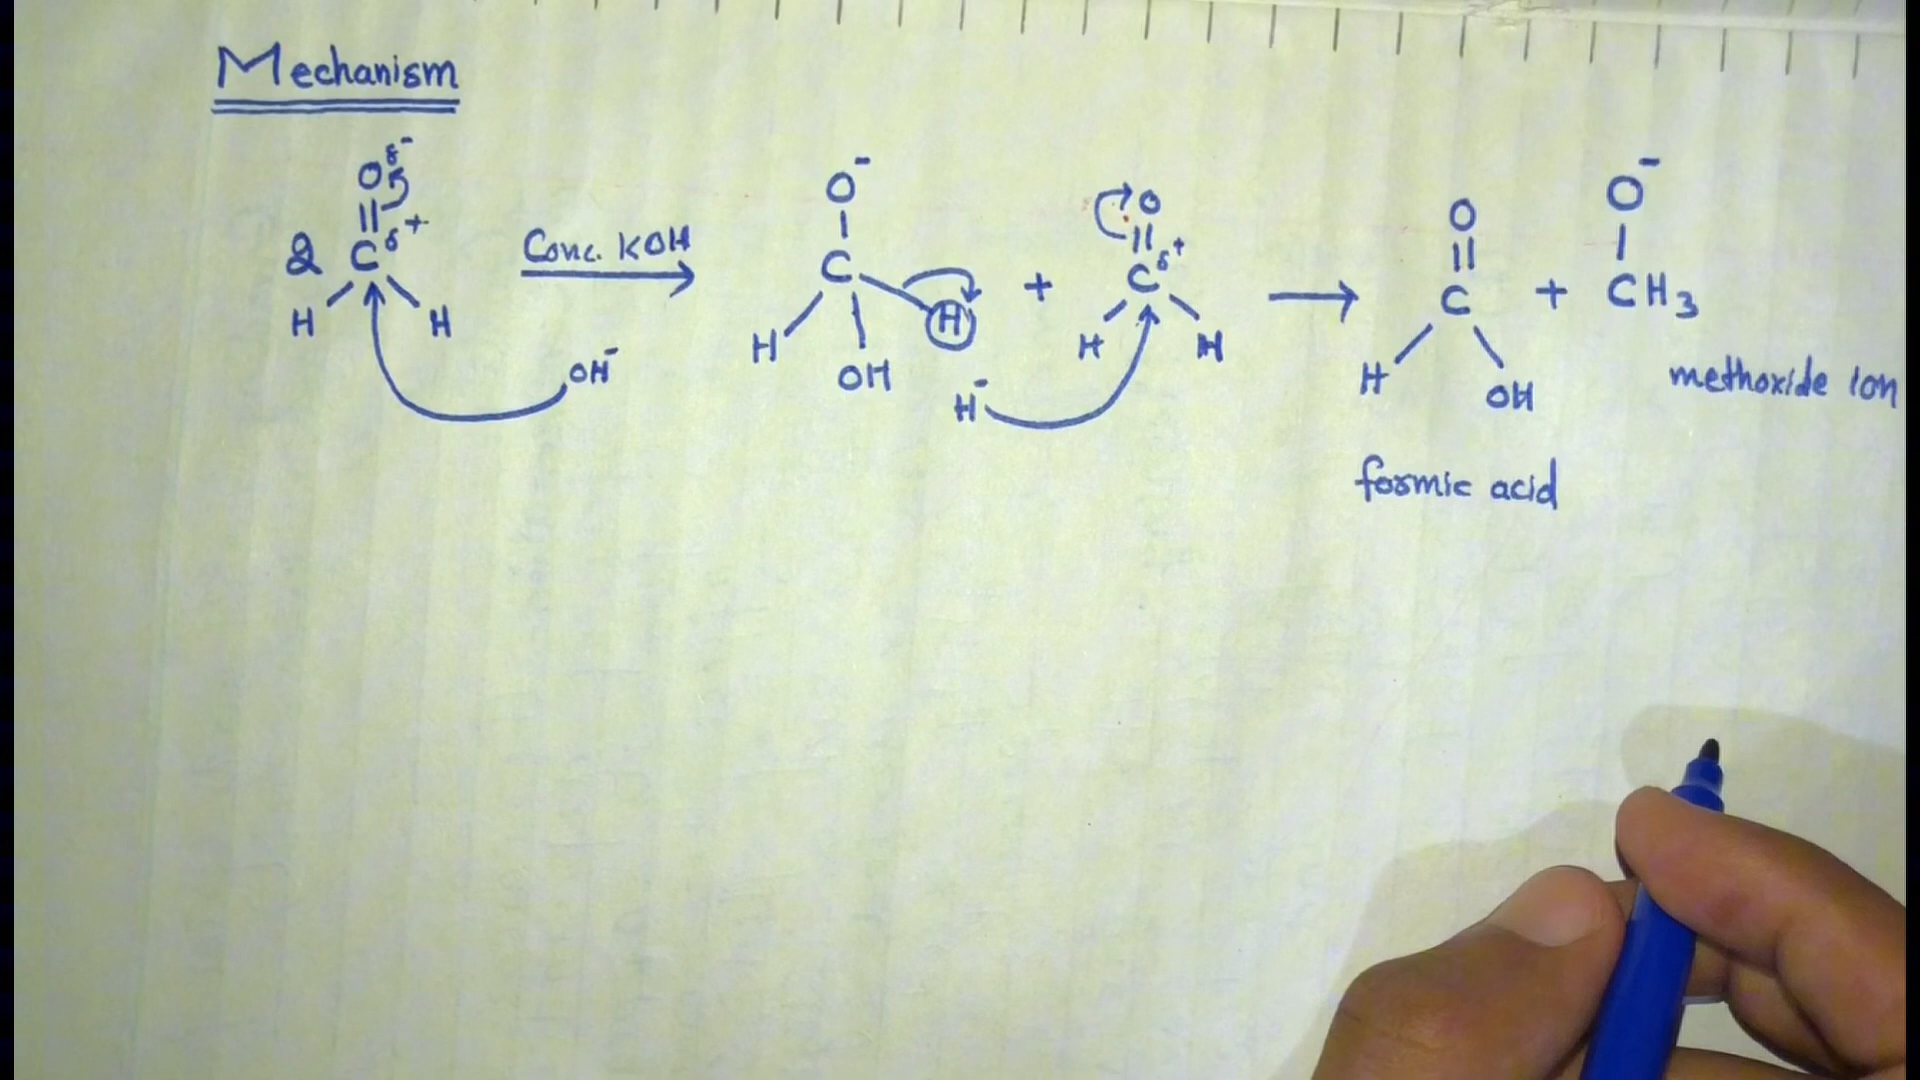 Mechanism
O δ-
2 C δ+
H H
OH-
Conc. KOH
O-
C
H OH H
H-
+
O
C δ+
H H
O
C
H OH
formic acid
+
O-
CH3
methoxide ion